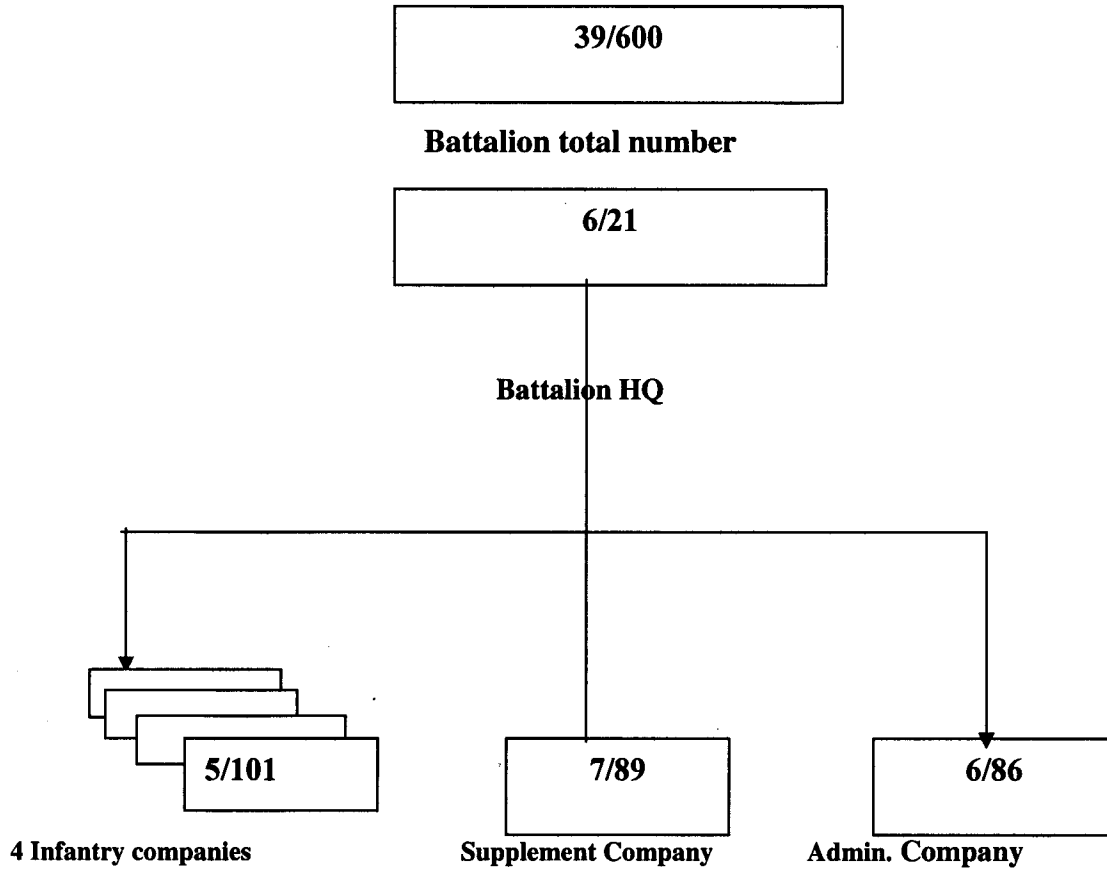 39/600
Battalion total number
6/21
Battalion HQ
5/101
7/89
6/86
4 Infantry companies
Supplement Company
Admin. Company